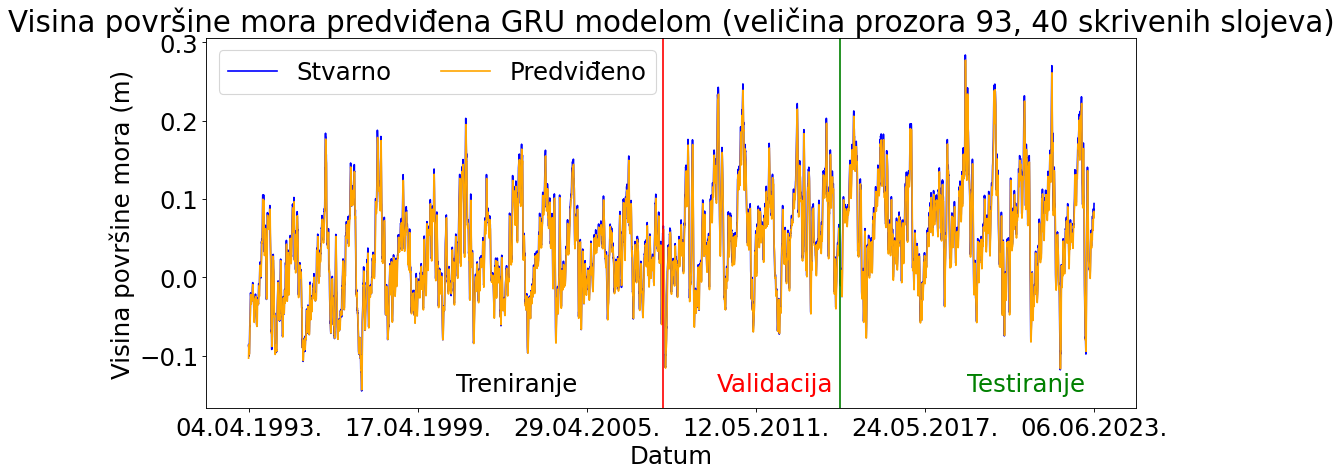 Visina površine mora predviđena GRU modelom (veličina prozora 93, 40 skrivenih slojeva)
Stvarno
Predviđeno
Visina površine mora (m)
0.3
0.2
0.1
0.0
−0.1
Treniranje
Validacija
Testiranje
04.04.1993.
17.04.1999.
29.04.2005.
12.05.2011.
24.05.2017.
06.06.2023.
Datum